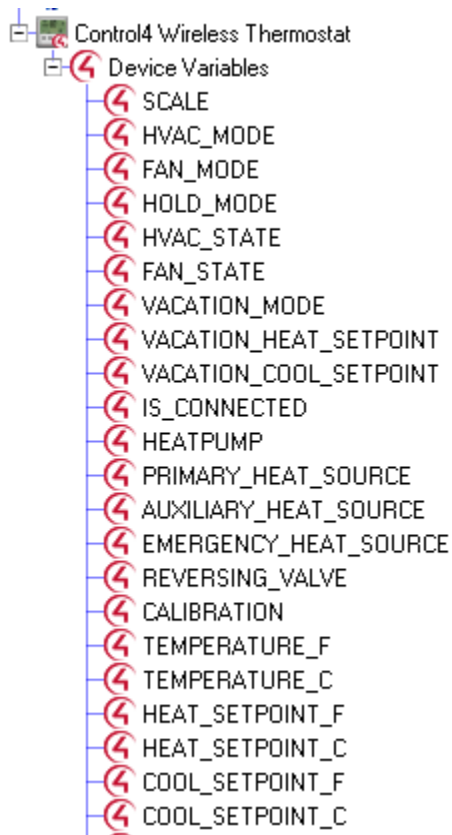 Control4 Wireless Thermostat
Device Variables
SCALE
HVAC_MODE
FAN_MODE
HOLD_MODE
HVAC_STATE
FAN_STATE
VACATION_MODE
VACATION_HEAT_SETPOINT
VACATION_COOL_SETPOINT
IS_CONNECTED
HEATPUMP
PRIMARY_HEAT_SOURCE
AUXILIARY_HEAT_SOURCE
EMERGENCY_HEAT_SOURCE
REVERSING_VALVE
CALIBRATION
TEMPERATURE_F
TEMPERATURE_C
HEAT_SETPOINT_F
HEAT_SETPOINT_C
COOL_SETPOINT_F
COOL_SETPOINT_C